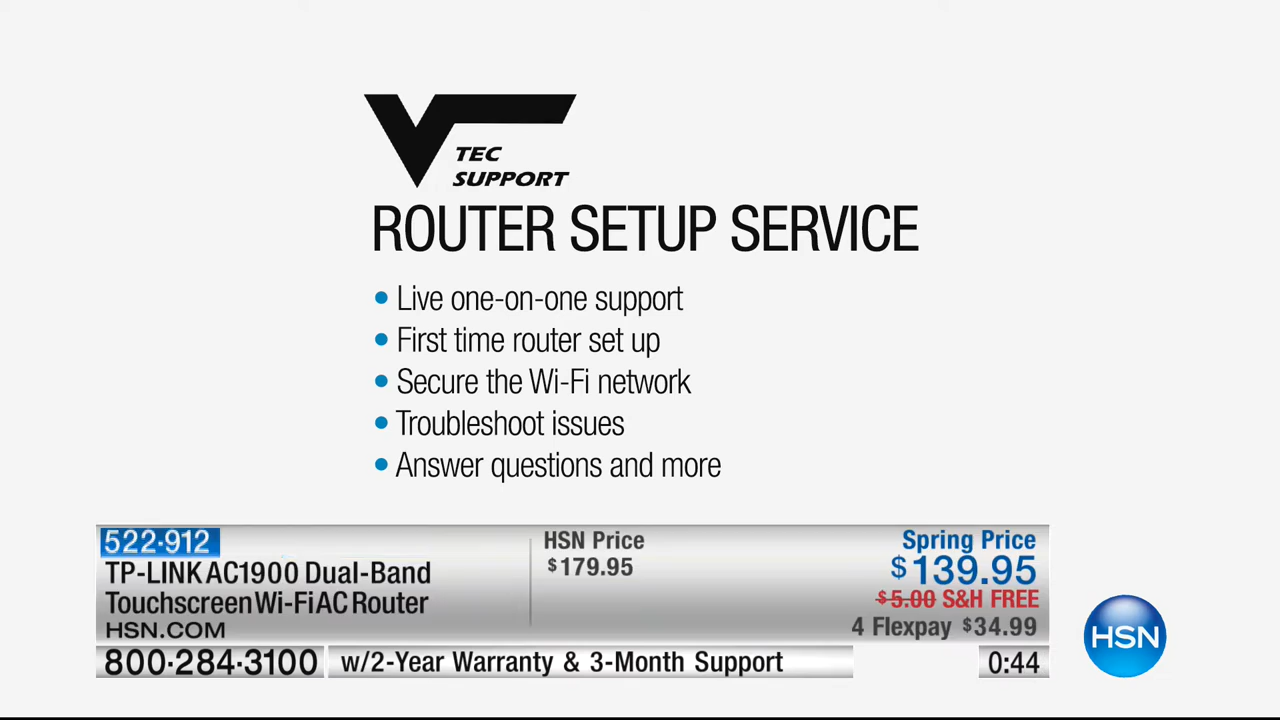 TEC
SUPPORT
ROUTER SETUP SERVICE
• Live one-on-one support
• First time router set up
• Secure the Wi-Fi network
• Troubleshoot issues
• Answer questions and more
522·912
TP-LINK AC1900 Dual-Band
Touchscreen Wi-Fi AC Router
HSN.COM
HSN Price
$179.95
Spring Price
$139.95
$5.00 S&H FREE
4 Flexpay $34.99
800·284·3100
w/2-Year Warranty & 3-Month Support
0:44
HSN